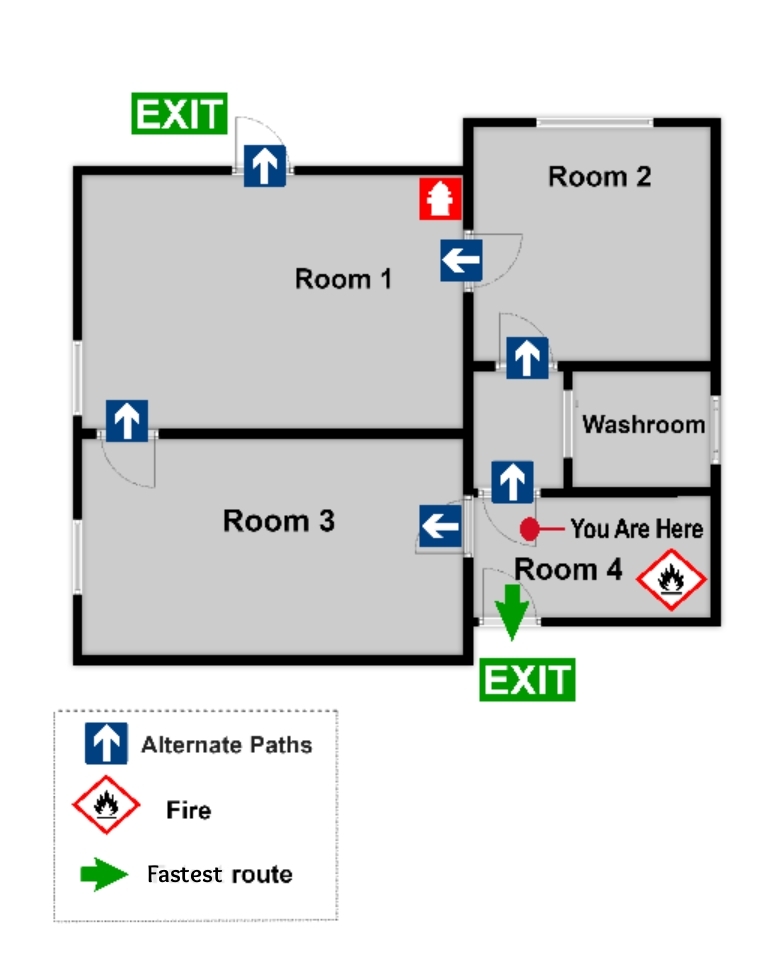 EXIT
Room 2
Room 1
Washroom
Room 3
You Are Here
Room 4
EXIT
Alternate Paths
Fire
Fastest route